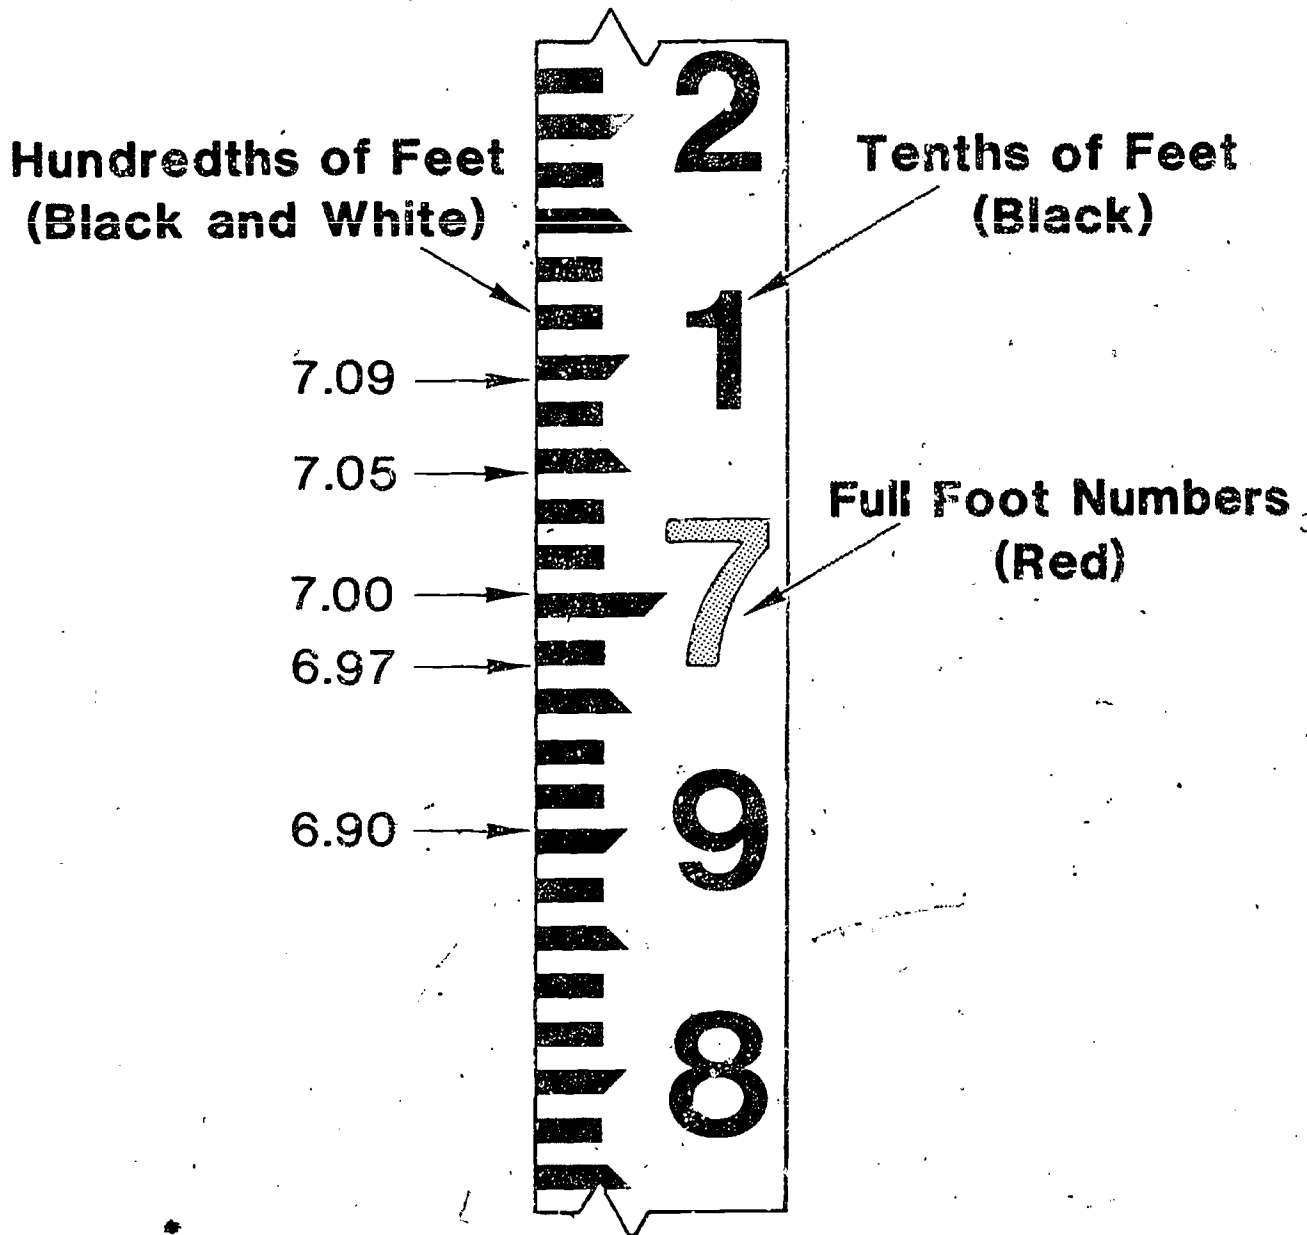 2
Hundredths of Feet
(Black and White)
Tenths of Feet
(Black)
1
7.09
7.05
Full Foot Numbers
(Red)
7
7.00
6.97
9
6.90
8